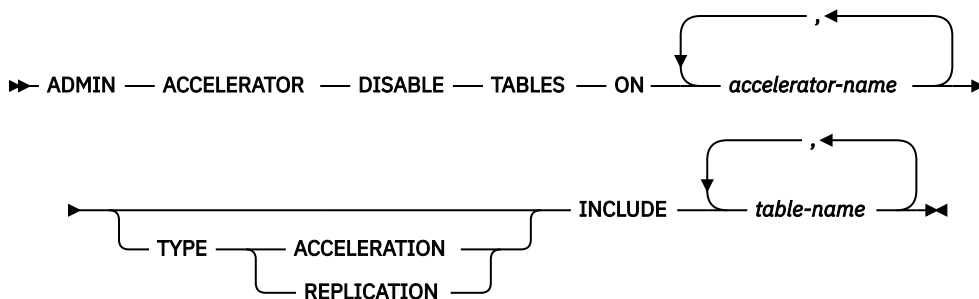 ,
ADMIN ACCELERATOR DISABLE TABLES ON accelerator-name
,
INCLUDE table-name
TYPE ACCELERATION
REPLICATION